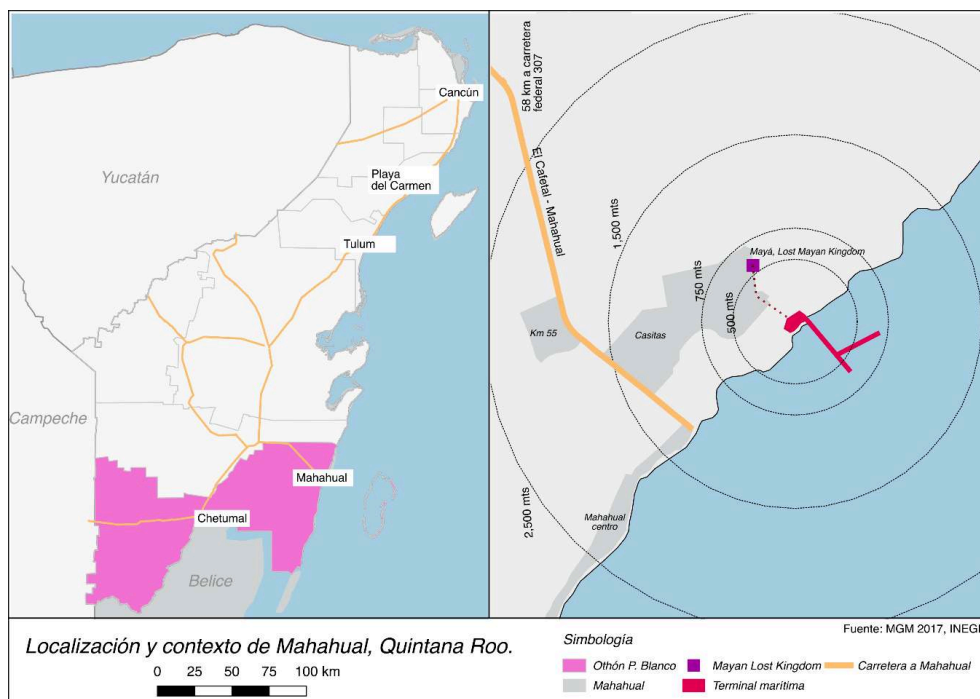 Cancún
Yucatán
Playa
del Carmen
Tulum
Campeche
Mahahual
Chetumal
Belice
58 km a carretera
federal 307
El Cafetal - Mahahual
1,500 mts
Mayá, Lost Mayan Kingdom
750 mts
500 mts
Km 55
Casitas
2,500 mts
Mahahual
centro
Localización y contexto de Mahahual, Quintana Roo.
0 25 50 75 100 km
Fuente: MGM 2017, INEGI
Simbología
Othón P. Blanco
Mayan Lost Kingdom
Carretera a Mahahual
Mahahual
Terminal marítima